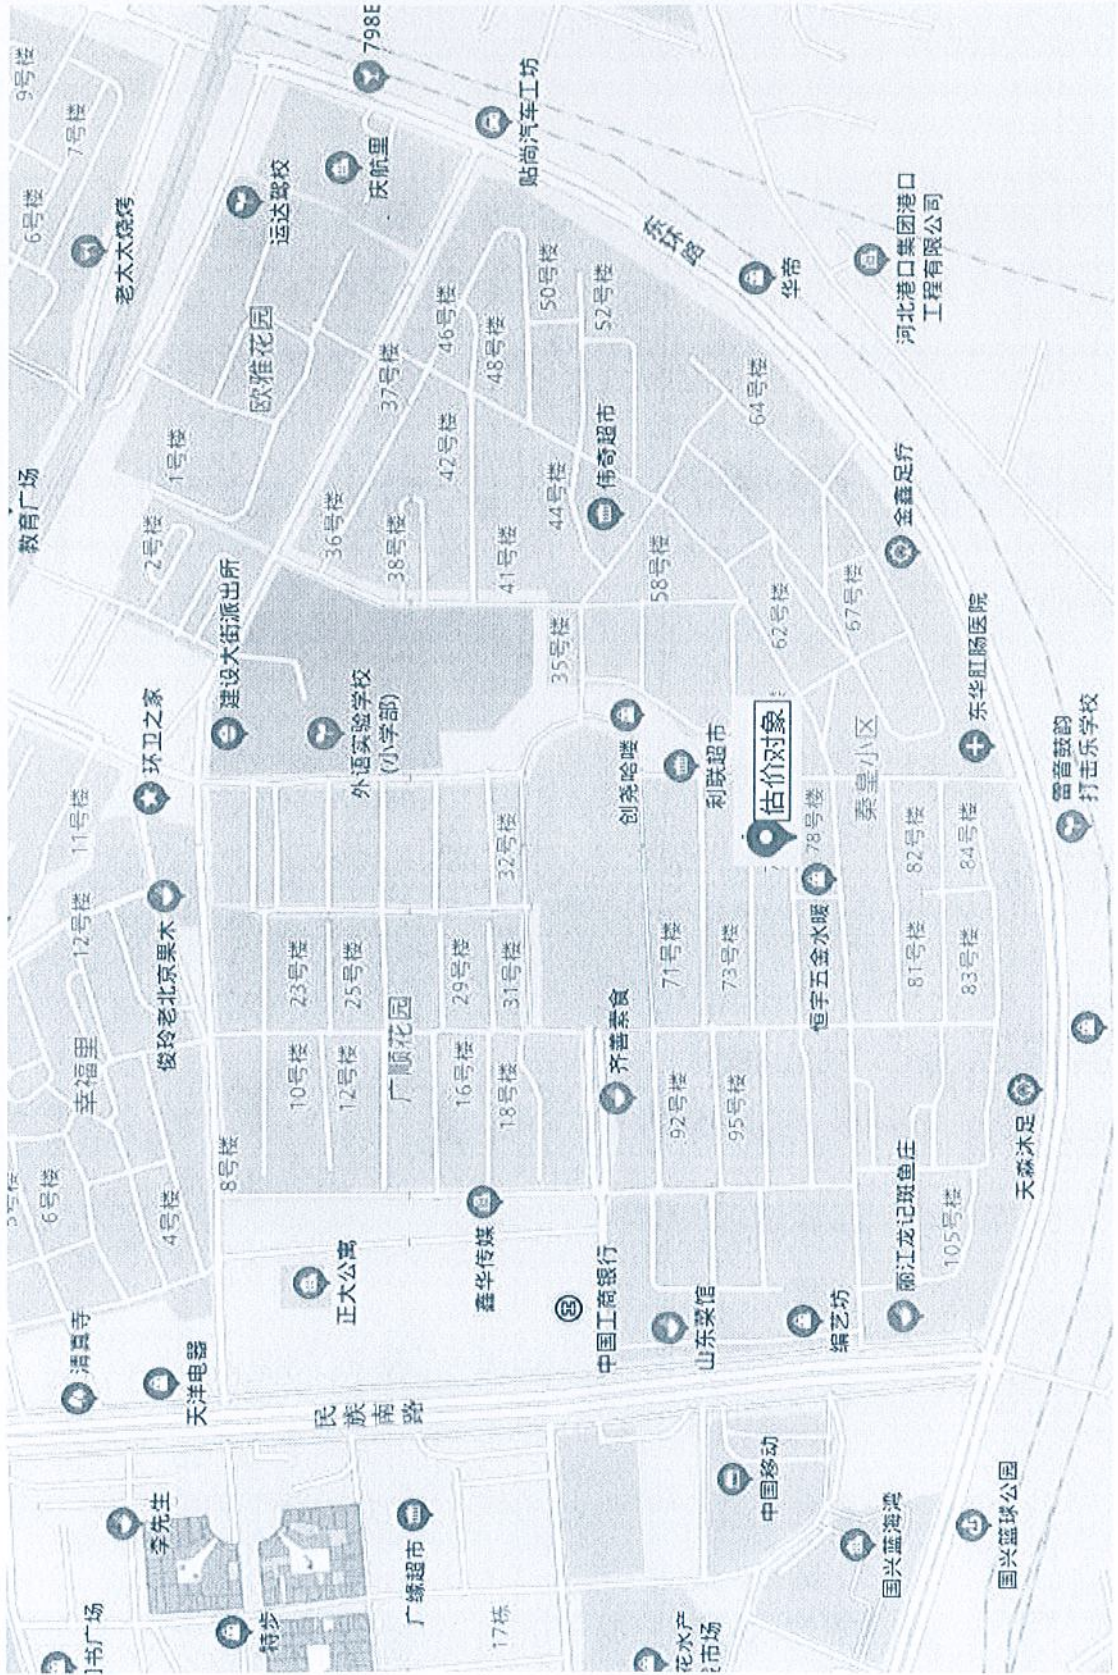 书广场
清真寺
6号楼
幸福里
12号楼
11号楼
教育广场
6号楼
7号楼
9号楼
李先生
天洋电器
4号楼
俊玲老北京果木
环卫之家
2号楼
1号楼
老太太烧烤
特步
8号楼
建设大街派出所
欧雅花园
运达驾校
民族南路
正大公寓
10号楼
23号楼
外语实验学校
(小学部)
36号楼
37号楼
庆航里
798E
广缘超市
12号楼
25号楼
广顺花园
38号楼
鑫华传媒
16号楼
29号楼
42号楼
46号楼
17栋
18号楼
31号楼
32号楼
41号楼
48号楼
贴尚汽车工坊
中国工商银行
齐善素食
创尧哈喽
35号楼
44号楼
伟奇超市
50号楼
52号楼
花水产
市场
山东菜馆
92号楼
71号楼
利联超市
58号楼
东环路
中国移动
95号楼
73号楼
估价对象
62号楼
64号楼
华帝
编艺坊
恒宇五金水暖
78号楼
秦皇小区
67号楼
国兴蓝海湾
丽江龙记斑鱼庄
81号楼
82号楼
金鑫足疗
河北港口集团港口
工程有限公司
国兴篮球公园
105号楼
83号楼
84号楼
东华肛肠医院
天森沐足
雷音鼓韵
打击乐学校